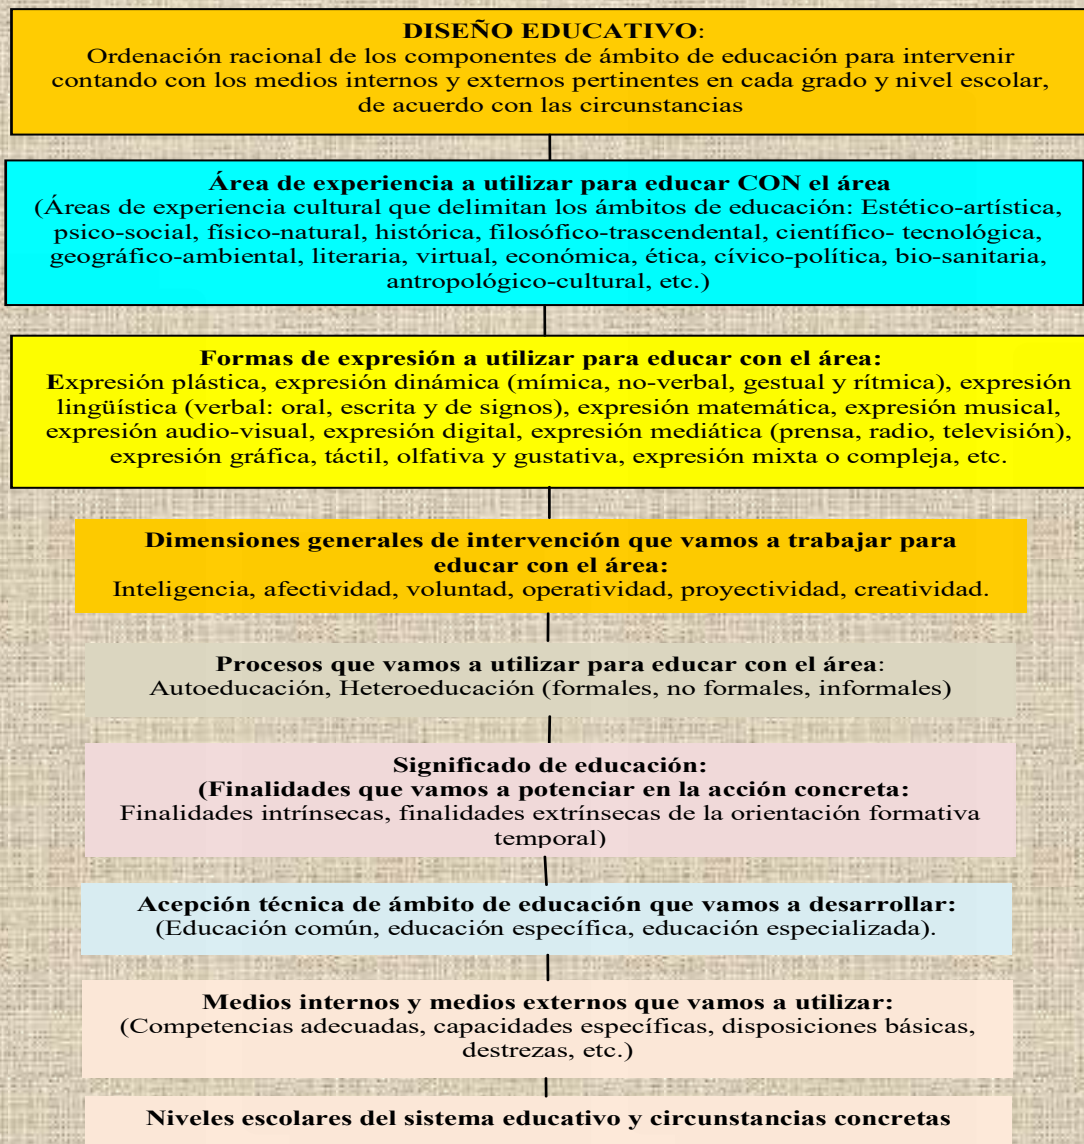 DISEÑO EDUCATIVO:
Ordenación racional de los componentes de ámbito de educación para intervenir
contando con los medios internos y externos pertinentes en cada grado y nivel escolar,
de acuerdo con las circunstancias
Área de experiencia a utilizar para educar CON el área
(Áreas de experiencia cultural que delimitan los ámbitos de educación: Estético-artística,
psico-social, físico-natural, histórica, filosófico-trascendental, científico- tecnológica,
geográfico-ambiental, literaria, virtual, económica, ética, cívico-política, bio-sanitaria,
antropológico-cultural, etc.)
Formas de expresión a utilizar para educar con el área:
Expresión plástica, expresión dinámica (mímica, no-verbal, gestual y rítmica), expresión
lingüística (verbal: oral, escrita y de signos), expresión matemática, expresión musical,
expresión audio-visual, expresión digital, expresión mediática (prensa, radio, televisión),
expresión gráfica, táctil, olfativa y gustativa, expresión mixta o compleja, etc.
Dimensiones generales de intervención que vamos a trabajar para
educar con el área:
Inteligencia, afectividad, voluntad, operatividad, proyectividad, creatividad.
Procesos que vamos a utilizar para educar con el área:
Autoeducación, Heteroeducación (formales, no formales, informales)
Significado de educación:
(Finalidades que vamos a potenciar en la acción concreta:
Finalidades intrínsecas, finalidades extrínsecas de la orientación formativa
temporal)
Acepción técnica de ámbito de educación que vamos a desarrollar:
(Educación común, educación específica, educación especializada).
Medios internos y medios externos que vamos a utilizar:
(Competencias adecuadas, capacidades específicas, disposiciones básicas,
destrezas, etc.)
Niveles escolares del sistema educativo y circunstancias concretas